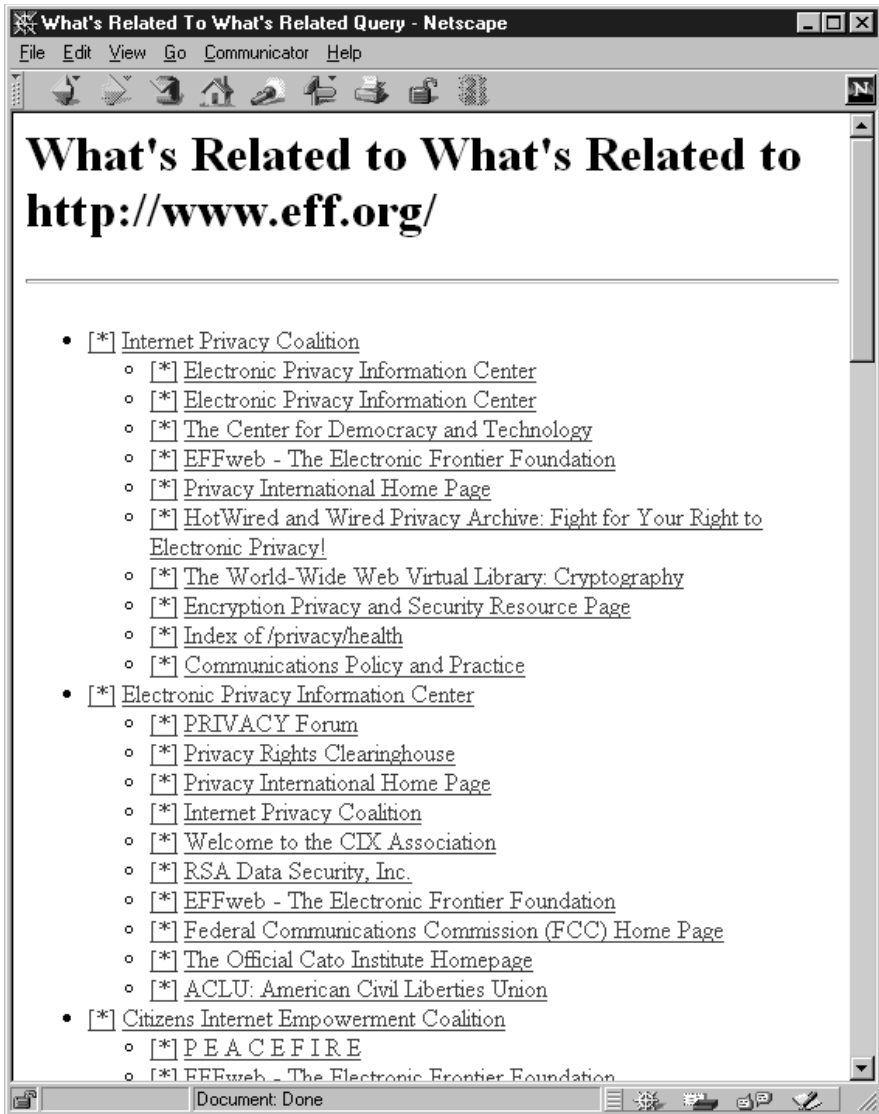 What's Related To What's Related Query - Netscape
File Edit View Go Communicator Help
N
What's Related to What's Related to
http://www.eff.org/
[*] Internet Privacy Coalition
[*] Electronic Privacy Information Center
[*] Electronic Privacy Information Center
[*] The Center for Democracy and Technology
[*] EFFweb - The Electronic Frontier Foundation
[*] Privacy International Home Page
[*] HotWired and Wired Privacy Archive: Fight for Your Right to
Electronic Privacy!
[*] The World-Wide Web Virtual Library: Cryptography
[*] Encryption Privacy and Security Resource Page
[*] Index of /privacy/health
[*] Communications Policy and Practice
[*] Electronic Privacy Information Center
[*] PRIVACY Forum
[*] Privacy Rights Clearinghouse
[*] Privacy International Home Page
[*] Internet Privacy Coalition
[*] Welcome to the CIX Association
[*] RSA Data Security, Inc.
[*] EFFweb - The Electronic Frontier Foundation
[*] Federal Communications Commission (FCC) Home Page
[*] The Official Cato Institute Homepage
[*] ACLU: American Civil Liberties Union
[*] Citizens Internet Empowerment Coalition
[*] P E A C E F I R E
[*] EFFweb - The Electronic Frontier Foundation
Document: Done